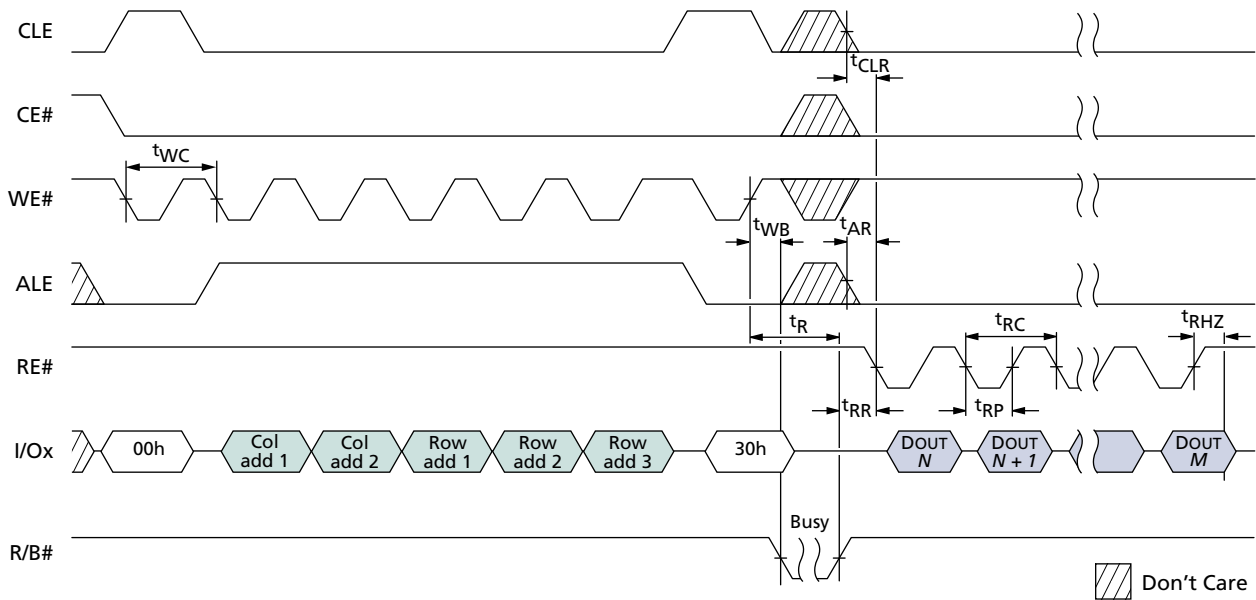 CLE
tCLR
CE#
tWC
WE#
tWB
tAR
ALE
tR
tRC
tRHZ
RE#
tRR
tRP
I/Ox
00h
Col add 1
Col add 2
Row add 1
Row add 2
Row add 3
30h
DOUT N
DOUT N + 1
DOUT M
Busy
R/B#
Don't Care